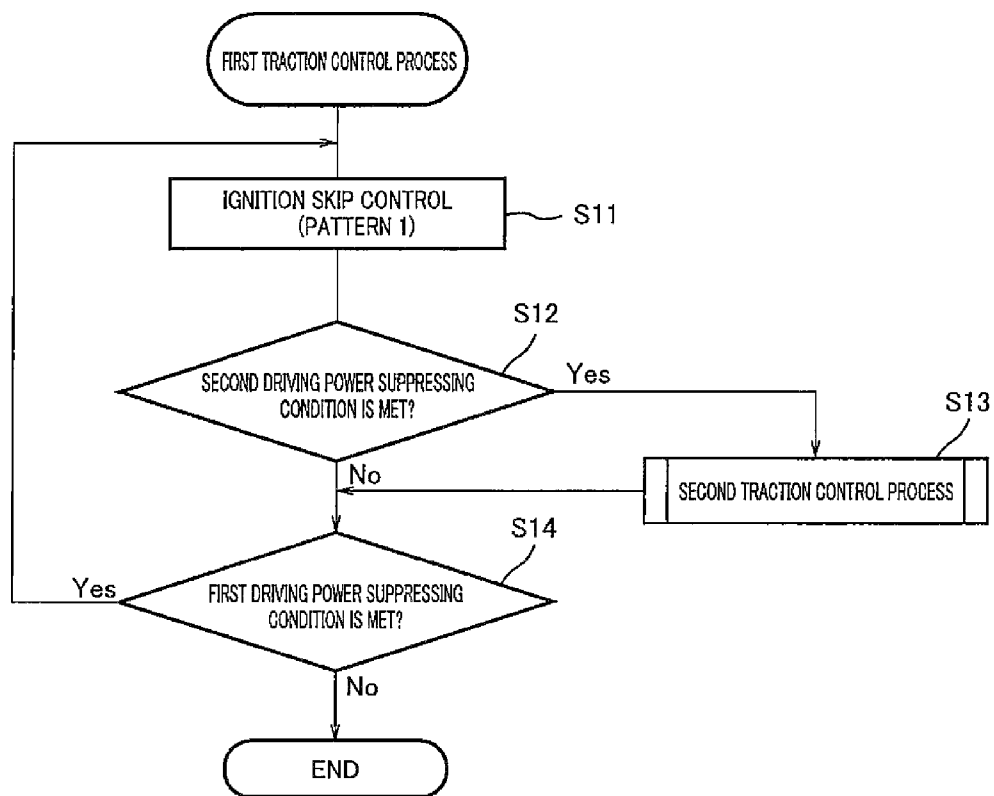 FIRST TRACTION CONTROL PROCESS
IGNITION SKIP CONTROL
(PATTERN 1)
S11
S12
SECOND DRIVING POWER SUPPRESSING
CONDITION IS MET?
Yes
S13
No
SECOND TRACTION CONTROL PROCESS
S14
Yes
FIRST DRIVING POWER SUPPRESSING
CONDITION IS MET?
No
END